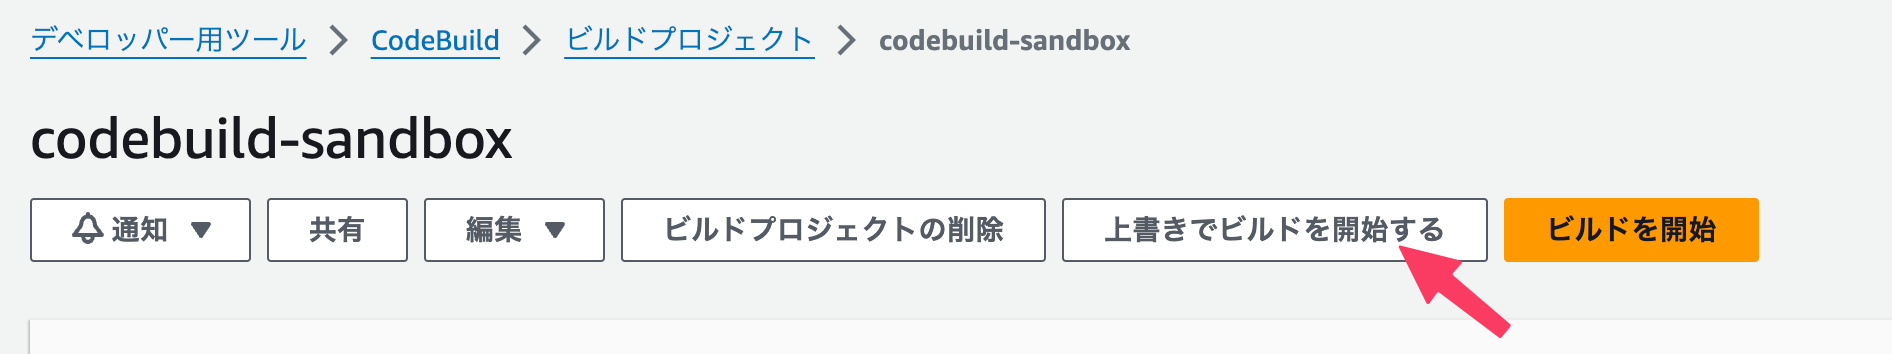 デベロッパー用ツール > CodeBuild > ビルドプロジェクト > codebuild-sandbox
codebuild-sandbox
通知 ▼ 共有 編集 ▼ ビルドプロジェクトの削除 上書きでビルドを開始する ビルドを開始